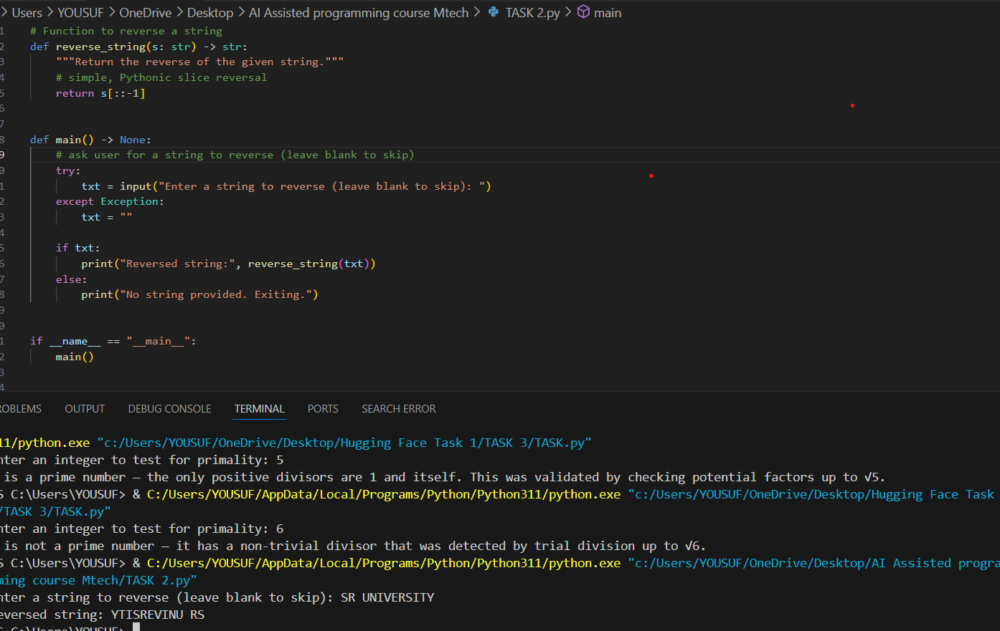 Users > YOUSUF > OneDrive > Desktop > AI Assisted programming course Mtech > TASK 2.py > main
1 # Function to reverse a string
2 def reverse_string(s: str) -> str:
3     """Return the reverse of the given string."""
4     # simple, Pythonic slice reversal
5     return s[::-1]
6
7
8 def main() -> None:
9     # ask user for a string to reverse (leave blank to skip)
0     try:
1         txt = input("Enter a string to reverse (leave blank to skip): ")
2     except Exception:
3         txt = ""
4
5     if txt:
6         print("Reversed string:", reverse_string(txt))
7     else:
8         print("No string provided. Exiting.")
9
0
1 if __name__ == "__main__":
2     main()
3
4
ROBLEMS OUTPUT DEBUG CONSOLE TERMINAL PORTS SEARCH ERROR
11/python.exe "c:/Users/YOUSUF/OneDrive/Desktop/Hugging Face Task 1/TASK 3/TASK.py"
nter an integer to test for primality: 5
is a prime number — the only positive divisors are 1 and itself. This was validated by checking potential factors up to √5.
S C:\Users\YOUSUF> & C:/Users/YOUSUF/AppData/Local/Programs/Python/Python311/python.exe "c:/Users/YOUSUF/OneDrive/Desktop/Hugging Face Task
/TASK 3/TASK.py"
nter an integer to test for primality: 6
is not a prime number — it has a non-trivial divisor that was detected by trial division up to √6.
S C:\Users\YOUSUF> & C:/Users/YOUSUF/AppData/Local/Programs/Python/Python311/python.exe "c:/Users/YOUSUF/OneDrive/Desktop/AI Assisted progra
ming course Mtech/TASK 2.py"
nter a string to reverse (leave blank to skip): SR UNIVERSITY
eversed string: YTISREVINU RS
S C:\Users\YOUSUF>